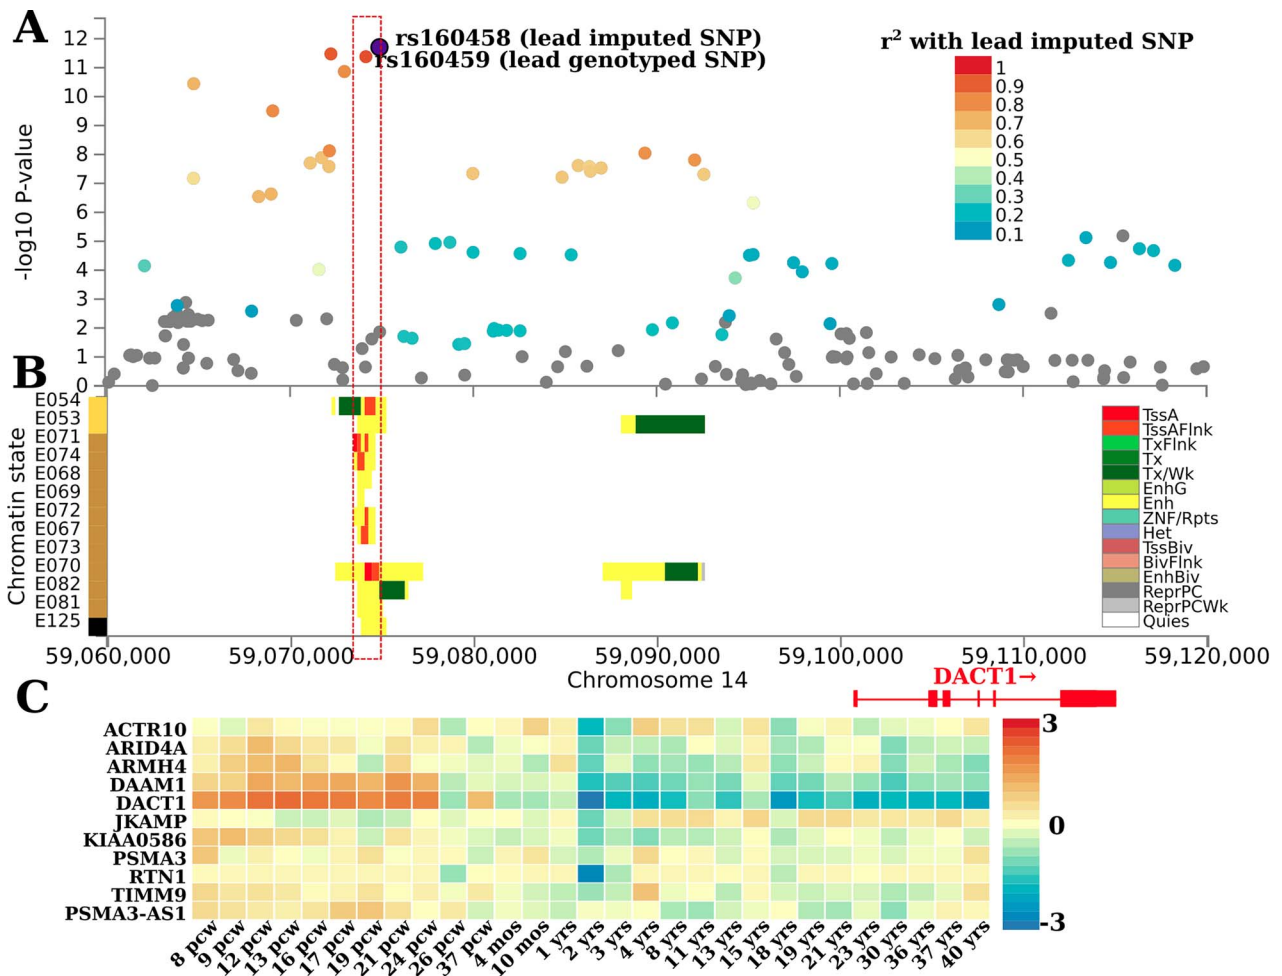 A
-log10 P-value
12
11
10
9
8
7
6
5
4
3
2
1
0
rs160458 (lead imputed SNP)
rs160459 (lead genotyped SNP)
r² with lead imputed SNP
1
0.9
0.8
0.7
0.6
0.5
0.4
0.3
0.2
0.1
B
Chromatin state
E054
E053
E071
E074
E068
E069
E072
E067
E073
E070
E082
E081
E125
TssA
TssAFlnk
TxFlnk
Tx
Tx/Wk
EnhG
Enh
ZNF/Rpts
Het
TssBiv
BivFlnk
EnhBiv
ReprPC
ReprPCWk
Quies
59,060,000 59,070,000 59,080,000 59,090,000 59,100,000 59,110,000 59,120,000
Chromosome 14
DACT1→
C
ACTR10
ARID4A
ARMH4
DAAM1
DACT1
JKAMP
KIAA0586
PSMA3
RTN1
TIMM9
PSMA3-AS1
3
0
-3
8 pcw
9 pcw
12 pcw
13 pcw
16 pcw
17 pcw
19 pcw
21 pcw
24 pcw
26 pcw
37 pcw
4 mos
10 mos
1 yrs
2 yrs
3 yrs
4 yrs
8 yrs
11 yrs
13 yrs
15 yrs
18 yrs
19 yrs
21 yrs
23 yrs
30 yrs
36 yrs
37 yrs
40 yrs